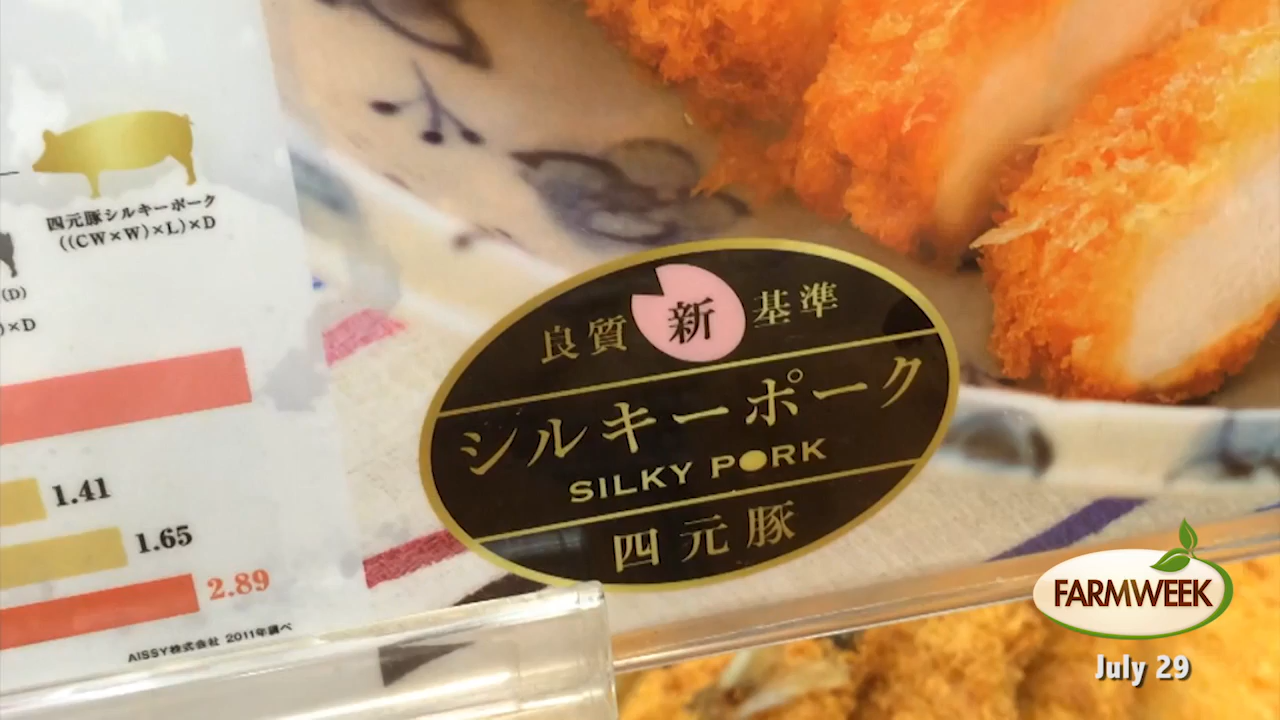 四元豚シルキーポーク
((CW×W)×L)×D
(D)
)×D
1.41
1.65
2.89
AISSY株式会社 2011年調べ
良質 新 基準
シルキーポーク
SILKY PORK
四元豚
FARMWEEK
July 29